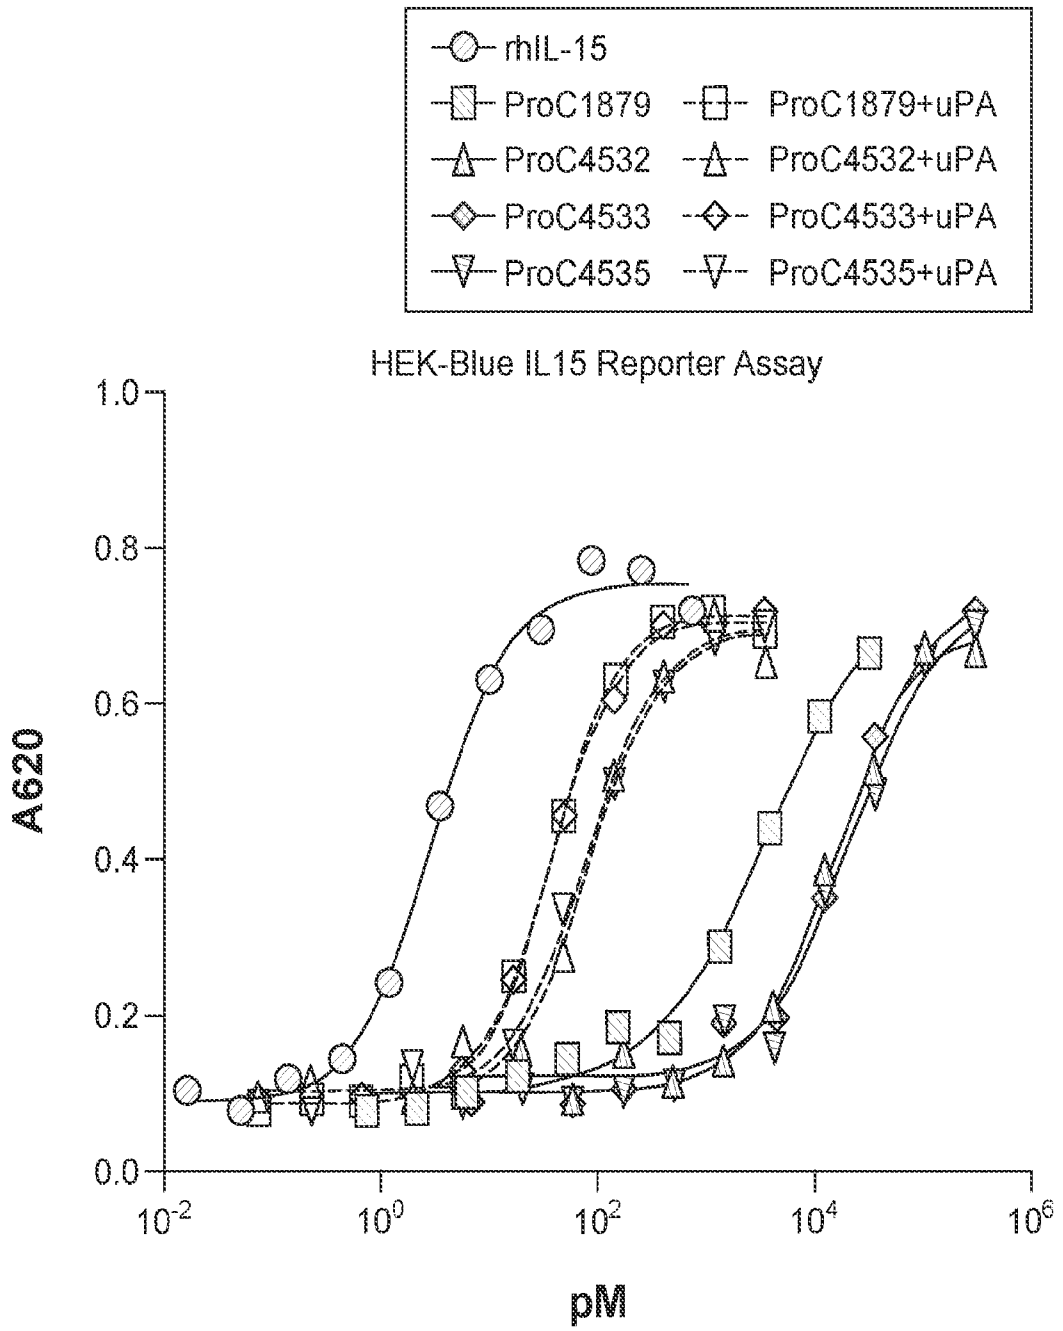 rhIL-15
ProC1879 ProC1879+uPA
ProC4532 ProC4532+uPA
ProC4533 ProC4533+uPA
ProC4535 ProC4535+uPA
HEK-Blue IL15 Reporter Assay
1.0
0.8
0.6
0.4
0.2
0.0
A620
10-2 100 102 104 106
pM